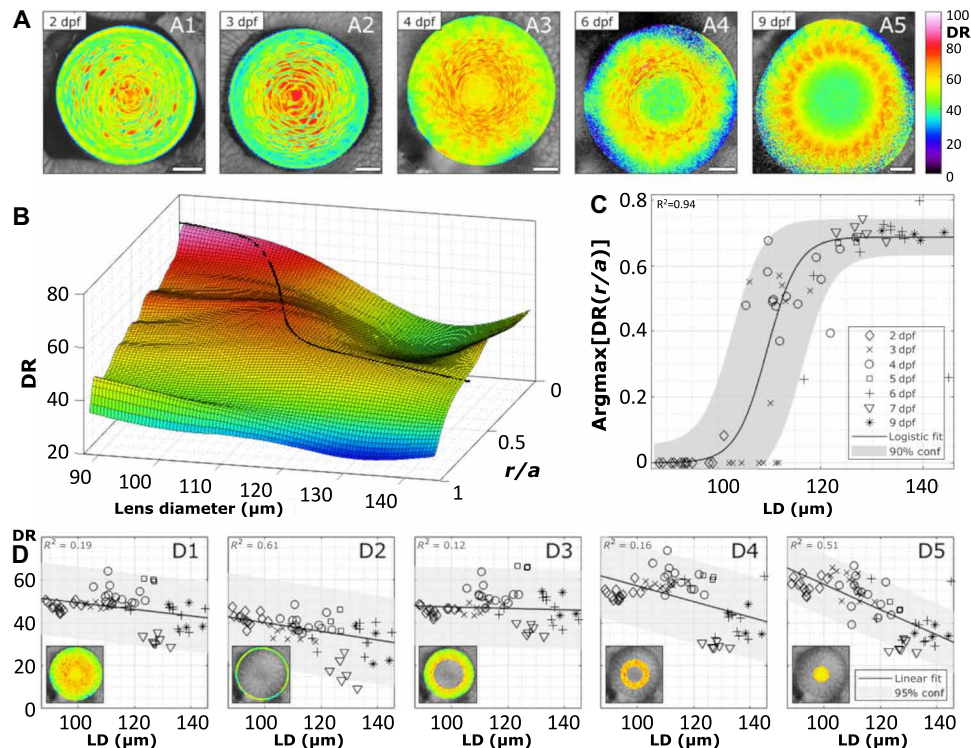 A
2 dpf A1
3 dpf A2
4 dpf A3
6 dpf A4
9 dpf A5
100
DR
80
60
40
20
0
B
80
60
40
20
DR
90 100 110 120 130 140
Lens diameter (µm)
0
0.5
1
r/a
C
R²=0.94
0.8
0.6
0.4
0.2
0
Argmax[DR(r/a)]
2 dpf
3 dpf
4 dpf
5 dpf
6 dpf
7 dpf
9 dpf
Logistic fit
90% conf
100 120 140
LD (µm)
DR
D
60
40
20
0
R² = 0.19 D1
100 120 140
LD (µm)
R² = 0.61 D2
100 120 140
LD (µm)
R² = 0.12 D3
100 120 140
LD (µm)
R² = 0.16 D4
100 120 140
LD (µm)
R² = 0.51 D5
Linear fit
95% conf
100 120 140
LD (µm)